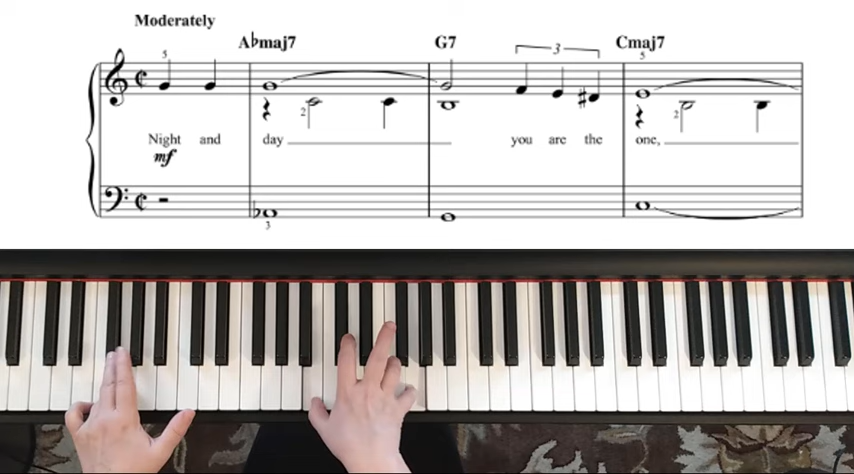 Moderately
A♭maj7 G7 3 Cmaj7
5 5
2 2
Night and day you are the one,
mf
3